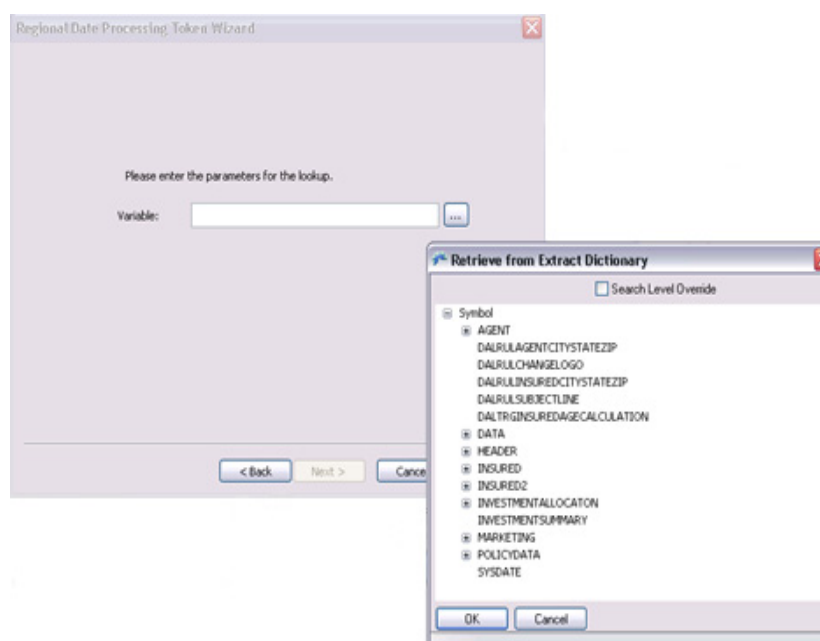 Regional Date Processing Token Wizard
Please enter the parameters for the lookup.
Variable:
...
< Back
Next >
Cance
Retrieve from Extract Dictionary
Search Level Override
Symbol
AGENT
DALRULAGENTCITYSTATEZIP
DALRULCHANGELOGO
DALRULINSUREDCITYSTATEZIP
DALRULSUBJECTLINE
DALTRGINSUREDAGECALCULATION
DATA
HEADER
INSURED
INSURED2
INVESTMENTALLOCATON
INVESTMENTSUMMARY
MARKETING
POLICYDATA
SYSDATE
OK
Cancel